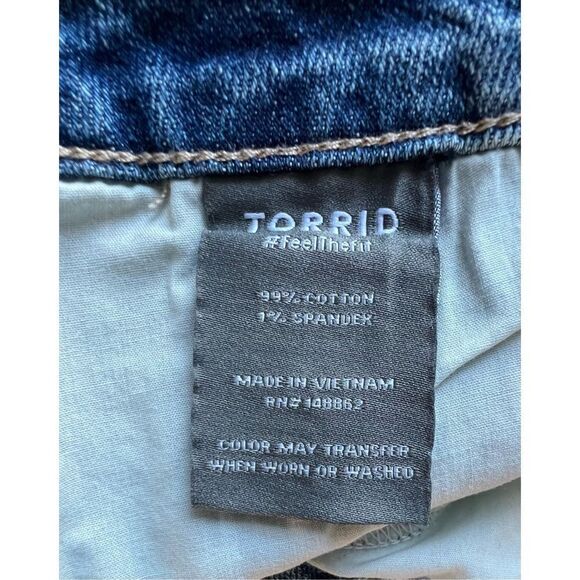 TORRID
#feelThefit
99% COTTON
1% SPANDEX
MADE IN VIETNAM
RN# 148862
COLOR MAY TRANSFER
WHEN WORN OR WASHED